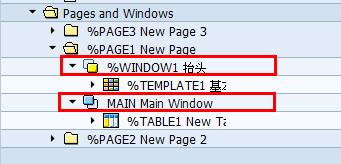 Pages and Windows
%PAGE3 New Page 3
%PAGE1 New Page
%WINDOW1 抬头
%TEMPLATE1
MAIN Main Window
%TABLE1 New Ta
%PAGE2 New Page 2